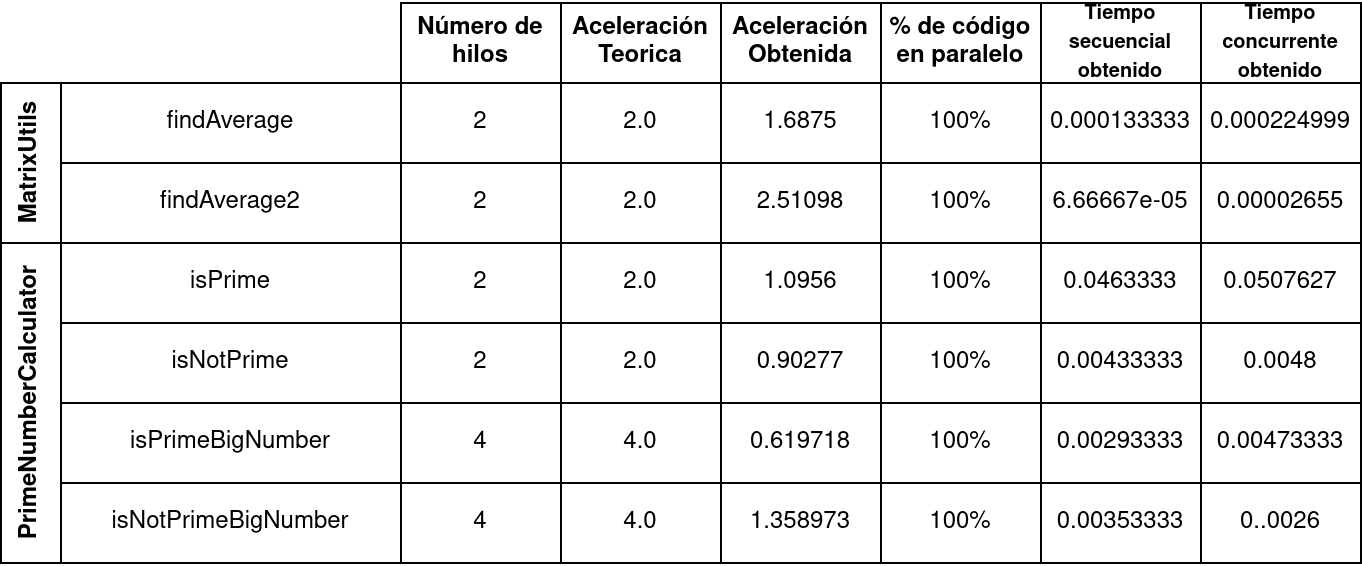 Número de hilos
Aceleración Teorica
Aceleración Obtenida
% de código en paralelo
Tiempo secuencial obtenido
Tiempo concurrente obtenido
MatrixUtils
findAverage 2 2.0 1.6875 100% 0.000133333 0.000224999
findAverage2 2 2.0 2.51098 100% 6.66667e-05 0.00002655
PrimeNumberCalculator
isPrime 2 2.0 1.0956 100% 0.0463333 0.0507627
isNotPrime 2 2.0 0.90277 100% 0.00433333 0.0048
isPrimeBigNumber 4 4.0 0.619718 100% 0.00293333 0.00473333
isNotPrimeBigNumber 4 4.0 1.358973 100% 0.00353333 0..0026